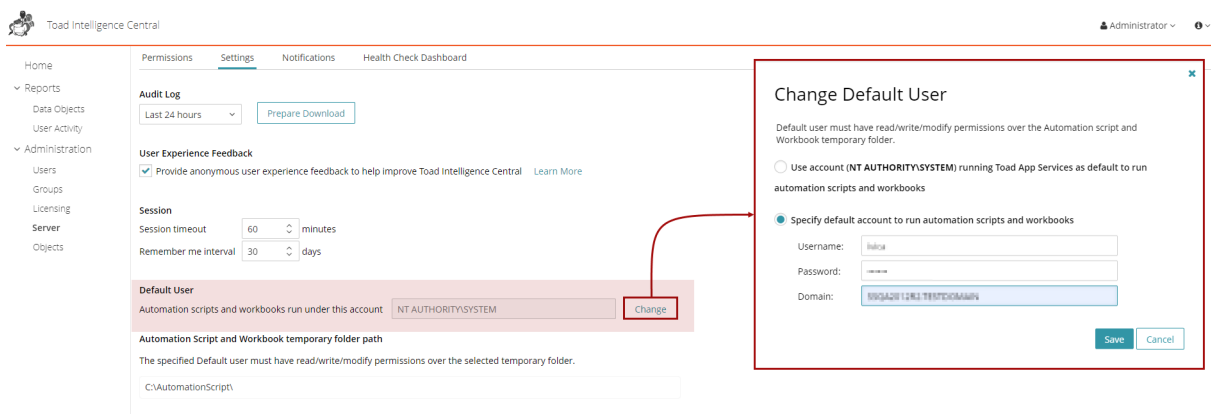 Toad Intelligence Central
Administrator
Home
Reports
Data Objects
User Activity
Administration
Users
Groups
Licensing
Server
Objects
Permissions Settings Notifications Health Check Dashboard
Audit Log
Last 24 hours Prepare Download
User Experience Feedback
Provide anonymous user experience feedback to help improve Toad Intelligence Central Learn More
Session
Session timeout 60 minutes
Remember me interval 30 days
Default User
Automation scripts and workbooks run under this account NT AUTHORITY\SYSTEM Change
Automation Script and Workbook temporary folder path
The specified Default user must have read/write/modify permissions over the selected temporary folder.
C:\AutomationScript\
Change Default User
Default user must have read/write/modify permissions over the Automation script and
Workbook temporary folder.
Use account (NT AUTHORITY\SYSTEM) running Toad App Services as default to run
automation scripts and workbooks
Specify default account to run automation scripts and workbooks
Username:
Password:
Domain:
Save Cancel